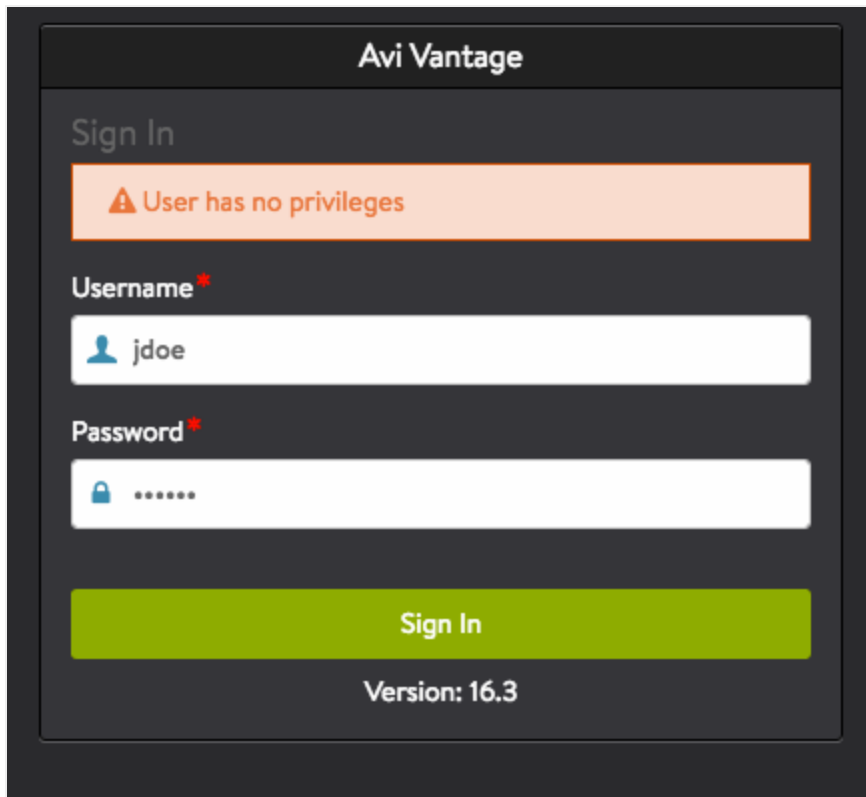 Avi Vantage
Sign In
User has no privileges
Username*
jdoe
Password*
••••••
Sign In
Version: 16.3